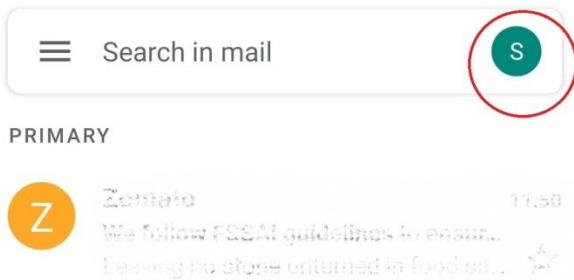 Search in mail
S
PRIMARY
Z
Zomato
11:50
We follow FSSAI guidelines to ensur...
Leaving no stone unturned in food sa...